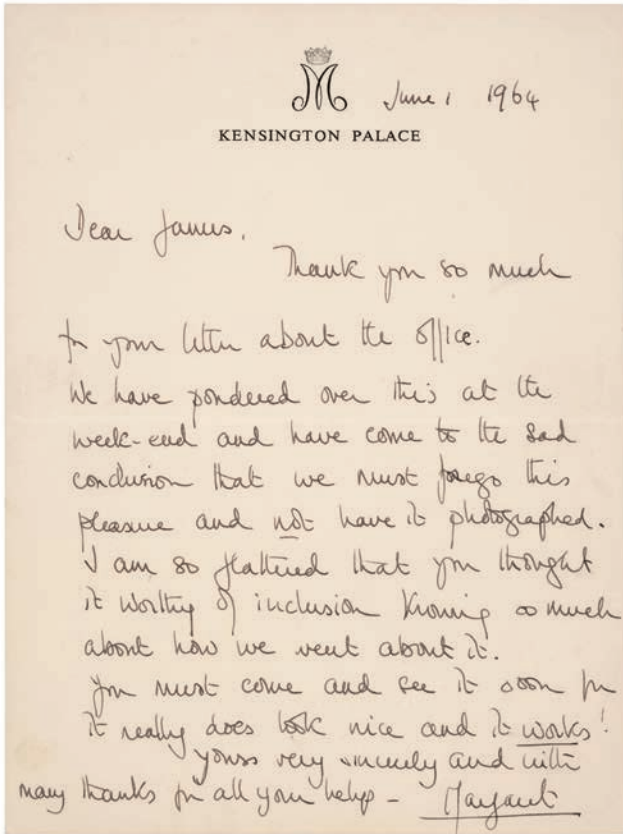 M
June 1 1964
KENSINGTON PALACE
Dear James,
Thank you so much
for your letter about the office.
We have pondered over this at the
week-end and have come to the sad
conclusion that we must forego this
pleasure and not have it photographed.
I am so flattered that you thought
it worthy of inclusion knowing so much
about how we went about it.
You must come and see it soon for
it really does look nice and it works!
yours very sincerely and with
many thanks for all your help -  Margaret